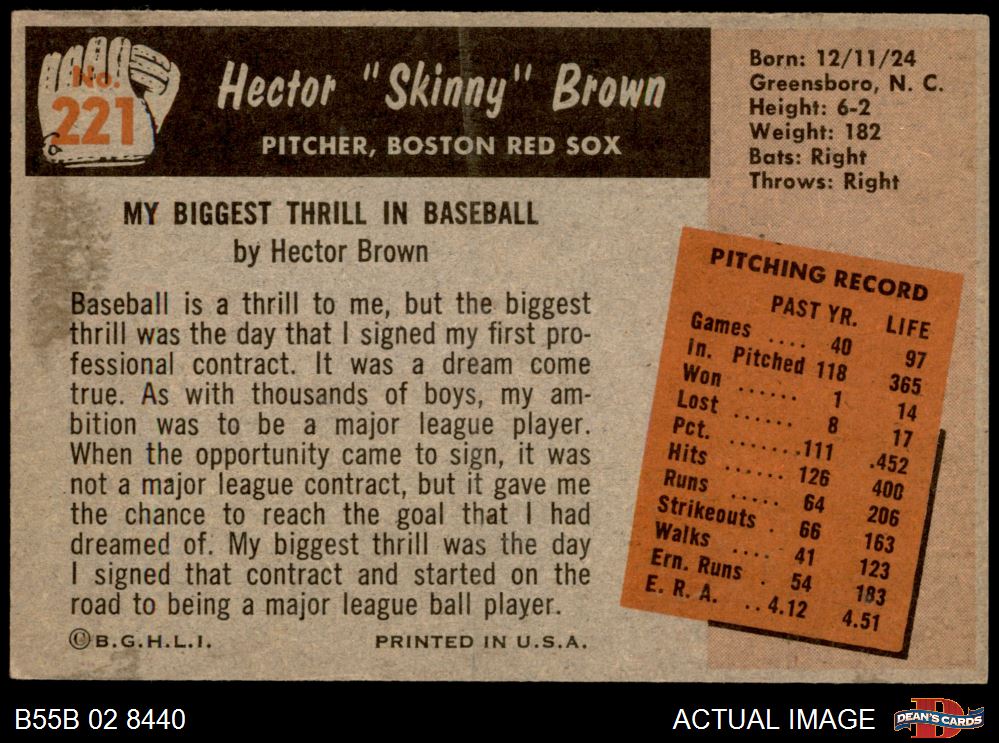 No.
221
Hector "Skinny" Brown
PITCHER, BOSTON RED SOX
Born: 12/11/24
Greensboro, N. C.
Height: 6-2
Weight: 182
Bats: Right
Throws: Right
MY BIGGEST THRILL IN BASEBALL
by Hector Brown
Baseball is a thrill to me, but the biggest
thrill was the day that I signed my first pro-
fessional contract. It was a dream come
true. As with thousands of boys, my am-
bition was to be a major league player.
When the opportunity came to sign, it was
not a major league contract, but it gave me
the chance to reach the goal that I had
dreamed of. My biggest thrill was the day
I signed that contract and started on the
road to being a major league ball player.
©B.G.H.L.I. PRINTED IN U.S.A.
PITCHING RECORD
PAST YR. LIFE
Games .... 40 97
In. Pitched 118 365
Won ...... 1 14
Lost ...... 8 17
Pct. ...... .111 .452
Hits ...... 126 400
Runs ..... 64 206
Strikeouts . 66 163
Walks .... 41 123
Ern. Runs . 54 183
E. R. A. .. 4.12 4.51
B55B 02 8440
ACTUAL IMAGE
D
DEAN'S CARDS